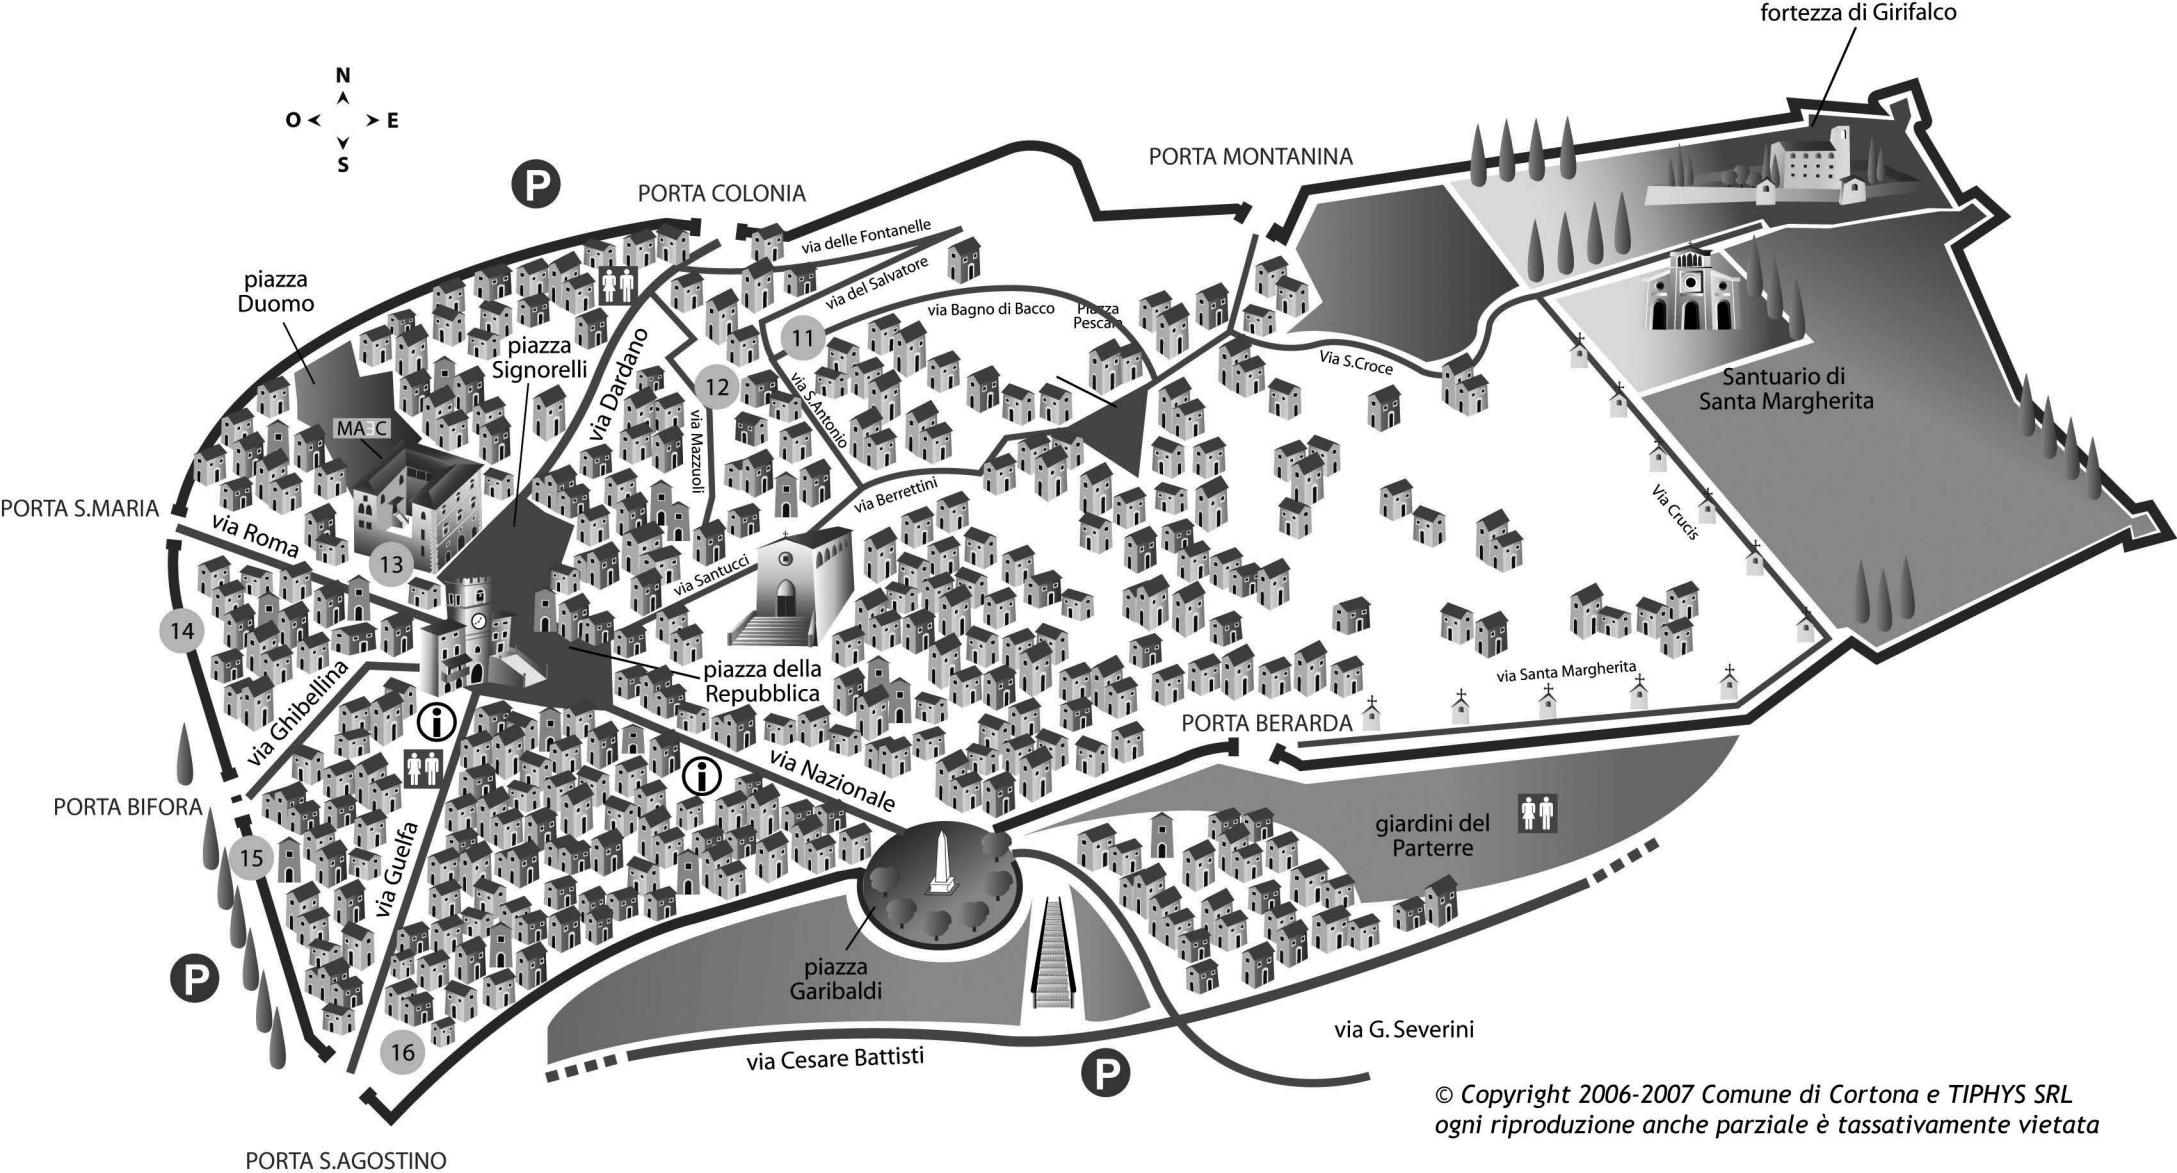 fortezza di Girifalco
N
O
E
S
PORTA MONTANINA
P
PORTA COLONIA
via delle Fontanelle
via del Salvatore
piazza
Duomo
via Bagno di Bacco
Piazza
Pescaia
11
piazza
Signorelli
via Dardano
12
via S.Antonio
Via S.Croce
Santuario di
Santa Margherita
via Mazzuoli
MAEC
via Berrettini
Via Crucis
PORTA S.MARIA
via Roma
13
via Santucci
14
piazza della
Repubblica
via Santa Margherita
via Ghibellina
i
PORTA BERARDA
i
via Nazionale
PORTA BIFORA
giardini del
Parterre
15
via Guelfa
P
piazza
Garibaldi
16
via Cesare Battisti
P
via G. Severini
© Copyright 2006-2007 Comune di Cortona e TIPHYS SRL
ogni riproduzione anche parziale è tassativamente vietata
PORTA S.AGOSTINO